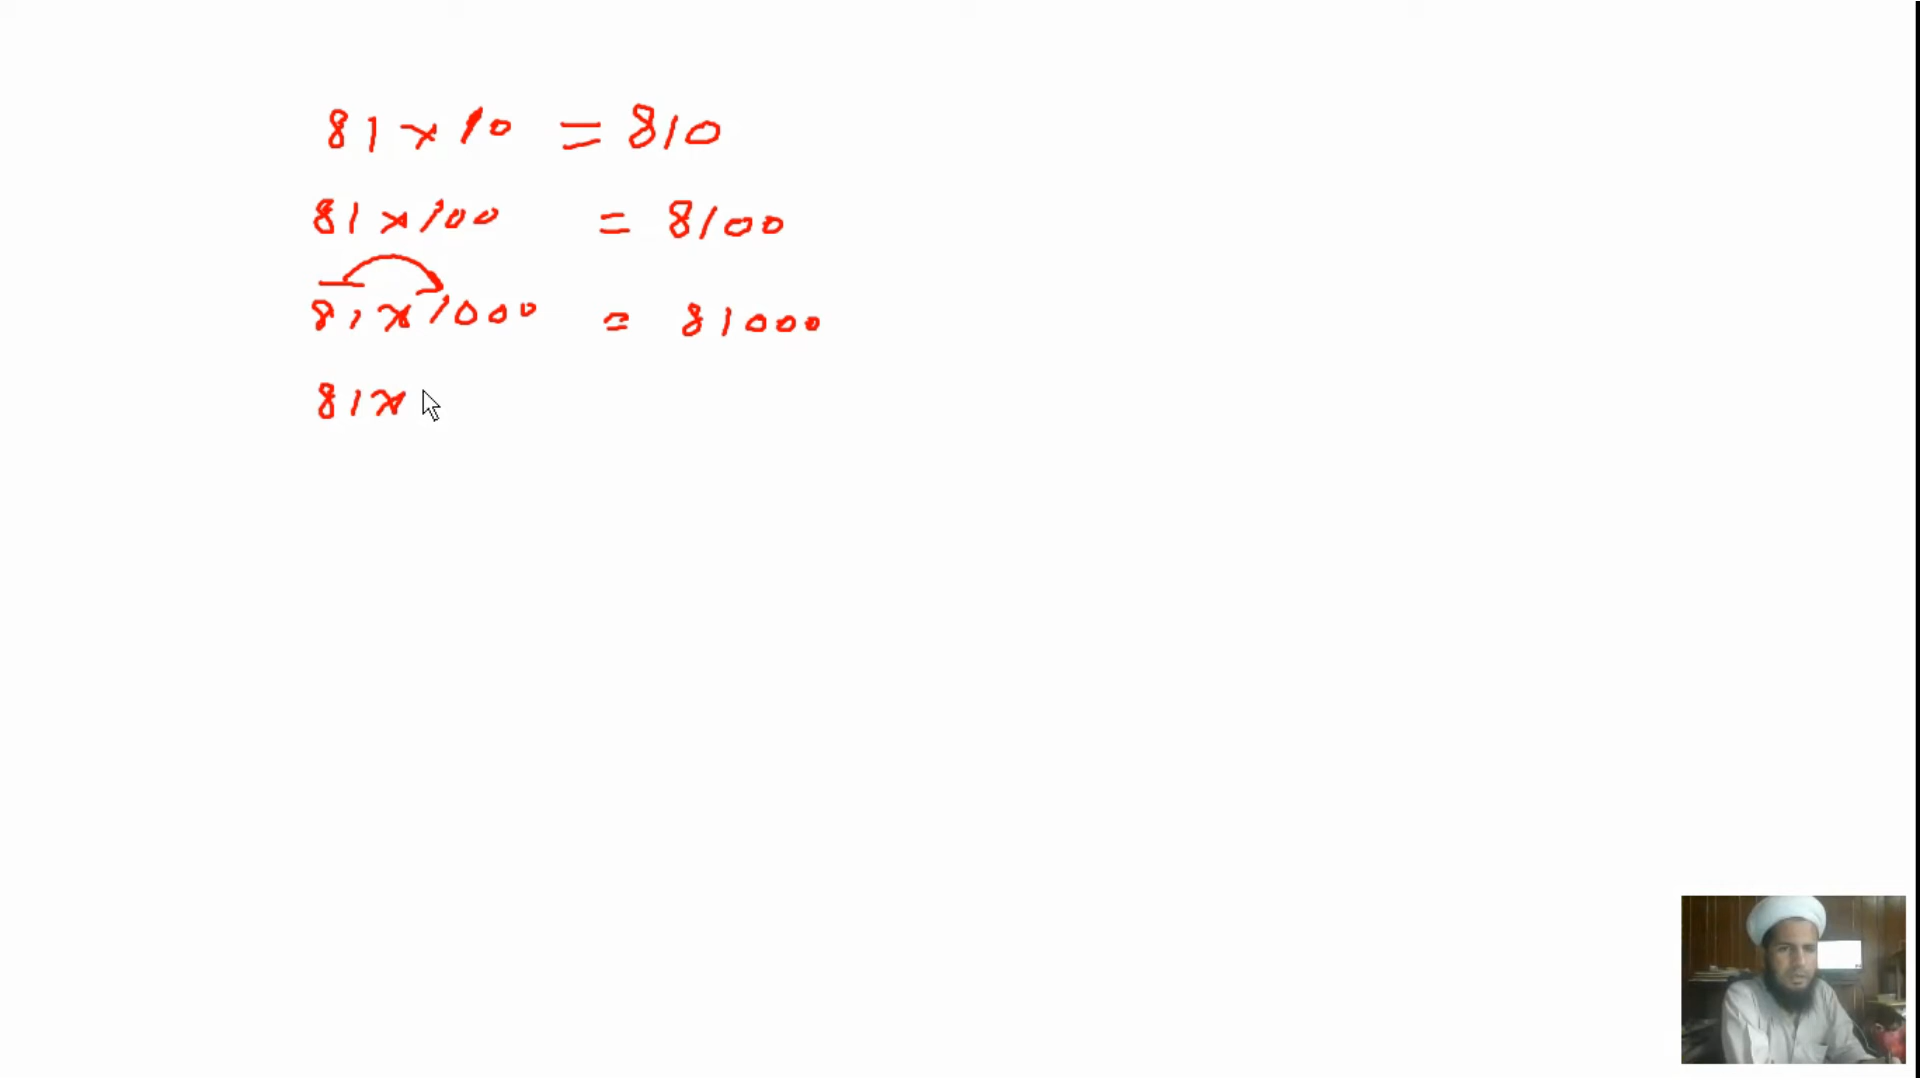 81 × 10 = 810
81 × 100 = 8100
81 × 1000 = 81000
81 ×